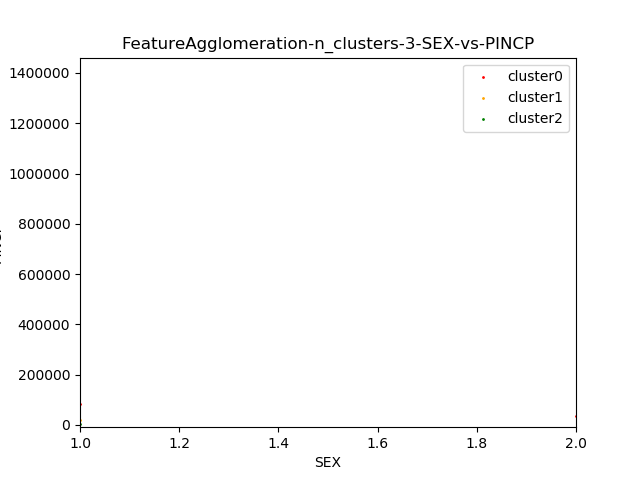 FeatureAgglomeration-n_clusters-3-SEX-vs-PINCP
1400000
1200000
1000000
800000
600000
400000
200000
0
cluster0
cluster1
cluster2
1.0 1.2 1.4 1.6 1.8 2.0
SEX